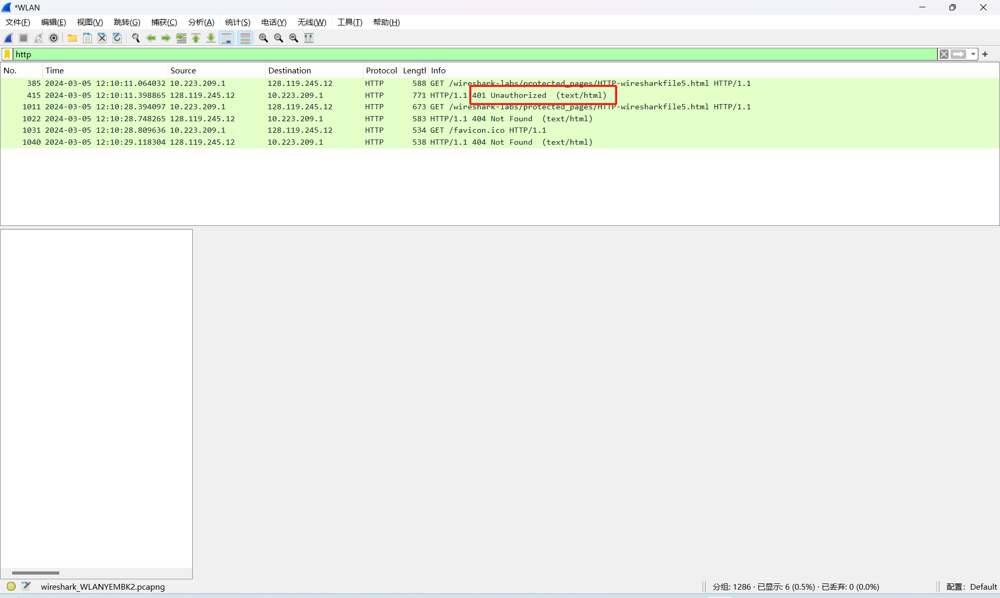 *WLAN
文件(F) 编辑(E) 视图(V) 跳转(G) 捕获(C) 分析(A) 统计(S) 电话(Y) 无线(W) 工具(T) 帮助(H)
http
No. Time Source Destination Protocol Length Info
385 2024-03-05 12:10:11.064032 10.223.209.1 128.119.245.12 HTTP 588 GET /wireshark-labs/protected_pages/HTTP-wiresharkfile5.html HTTP/1.1
415 2024-03-05 12:10:11.398865 128.119.245.12 10.223.209.1 HTTP 771 HTTP/1.1 401 Unauthorized (text/html)
1011 2024-03-05 12:10:28.394097 10.223.209.1 128.119.245.12 HTTP 673 GET /wireshark-labs/protected_pages/HTTP-wiresharkfile5.html HTTP/1.1
1022 2024-03-05 12:10:28.748265 128.119.245.12 10.223.209.1 HTTP 583 HTTP/1.1 404 Not Found (text/html)
1031 2024-03-05 12:10:28.809636 10.223.209.1 128.119.245.12 HTTP 534 GET /favicon.ico HTTP/1.1
1040 2024-03-05 12:10:29.118304 128.119.245.12 10.223.209.1 HTTP 538 HTTP/1.1 404 Not Found (text/html)
wireshark_WLANYEMBK2.pcapng 分组: 1286 · 已显示: 6 (0.5%) · 已丢弃: 0 (0.0%) 配置: Default